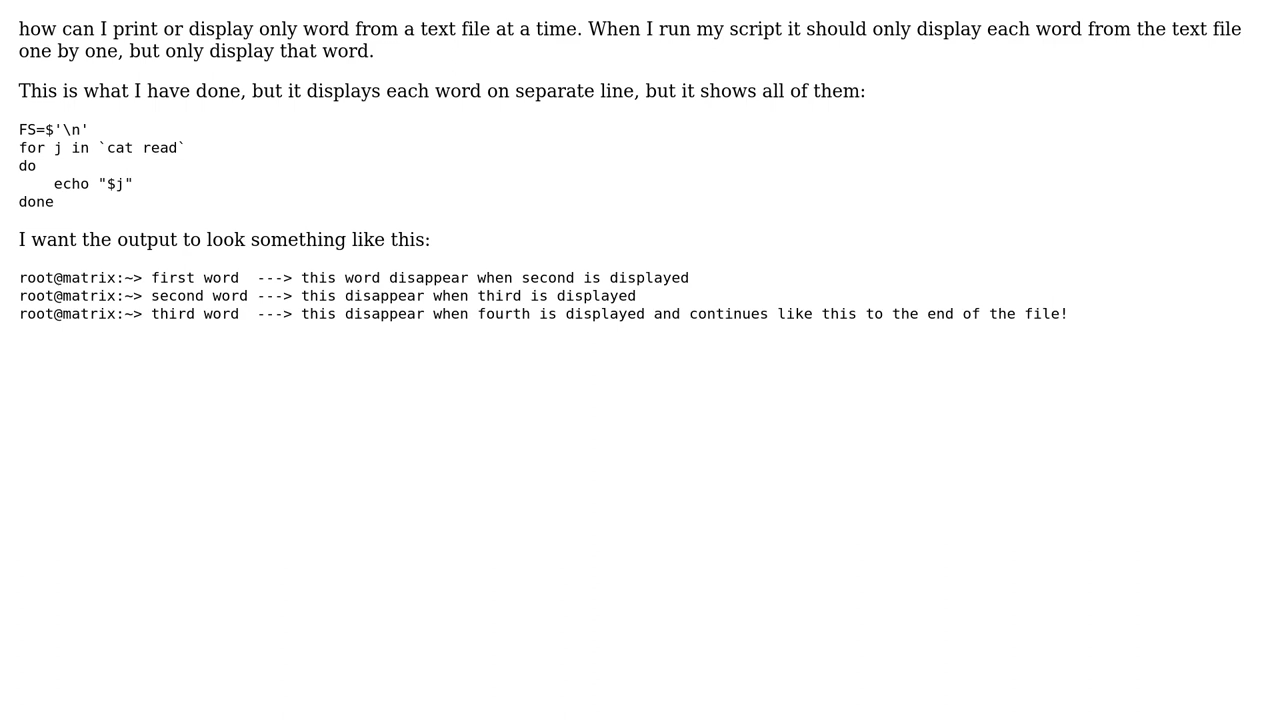 how can I print or display only word from a text file at a time. When I run my script it should only display each word from the text file
one by one, but only display that word.
This is what I have done, but it displays each word on separate line, but it shows all of them:
FS=$'\n'
for j in `cat read`
do
    echo "$j"
done
I want the output to look something like this:
root@matrix:~> first word  ---> this word disappear when second is displayed
root@matrix:~> second word ---> this disappear when third is displayed
root@matrix:~> third word  ---> this disappear when fourth is displayed and continues like this to the end of the file!